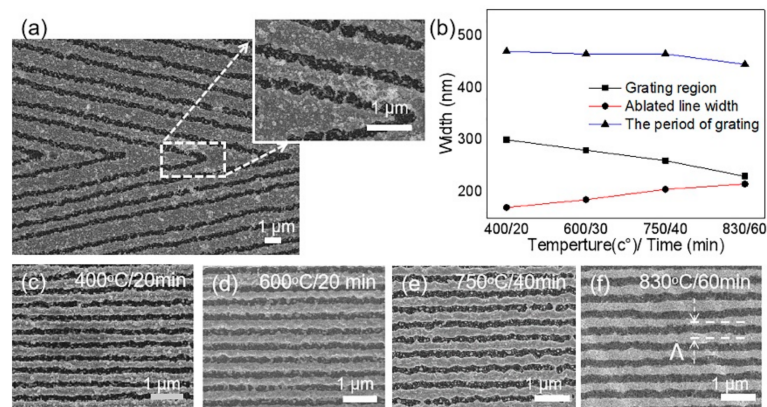 (a)
1 μm
1 μm
(b)
Width (nm)
500
400
300
200
Grating region
Ablated line width
The period of grating
400/20 600/30 750/40 830/60
Temperture(c°)/ Time (min)
(c) 400°C/20min
1 μm
(d) 600°C/20 min
1 μm
(e) 750°C/40min
1 μm
(f) 830°C/60min
Λ
1 μm